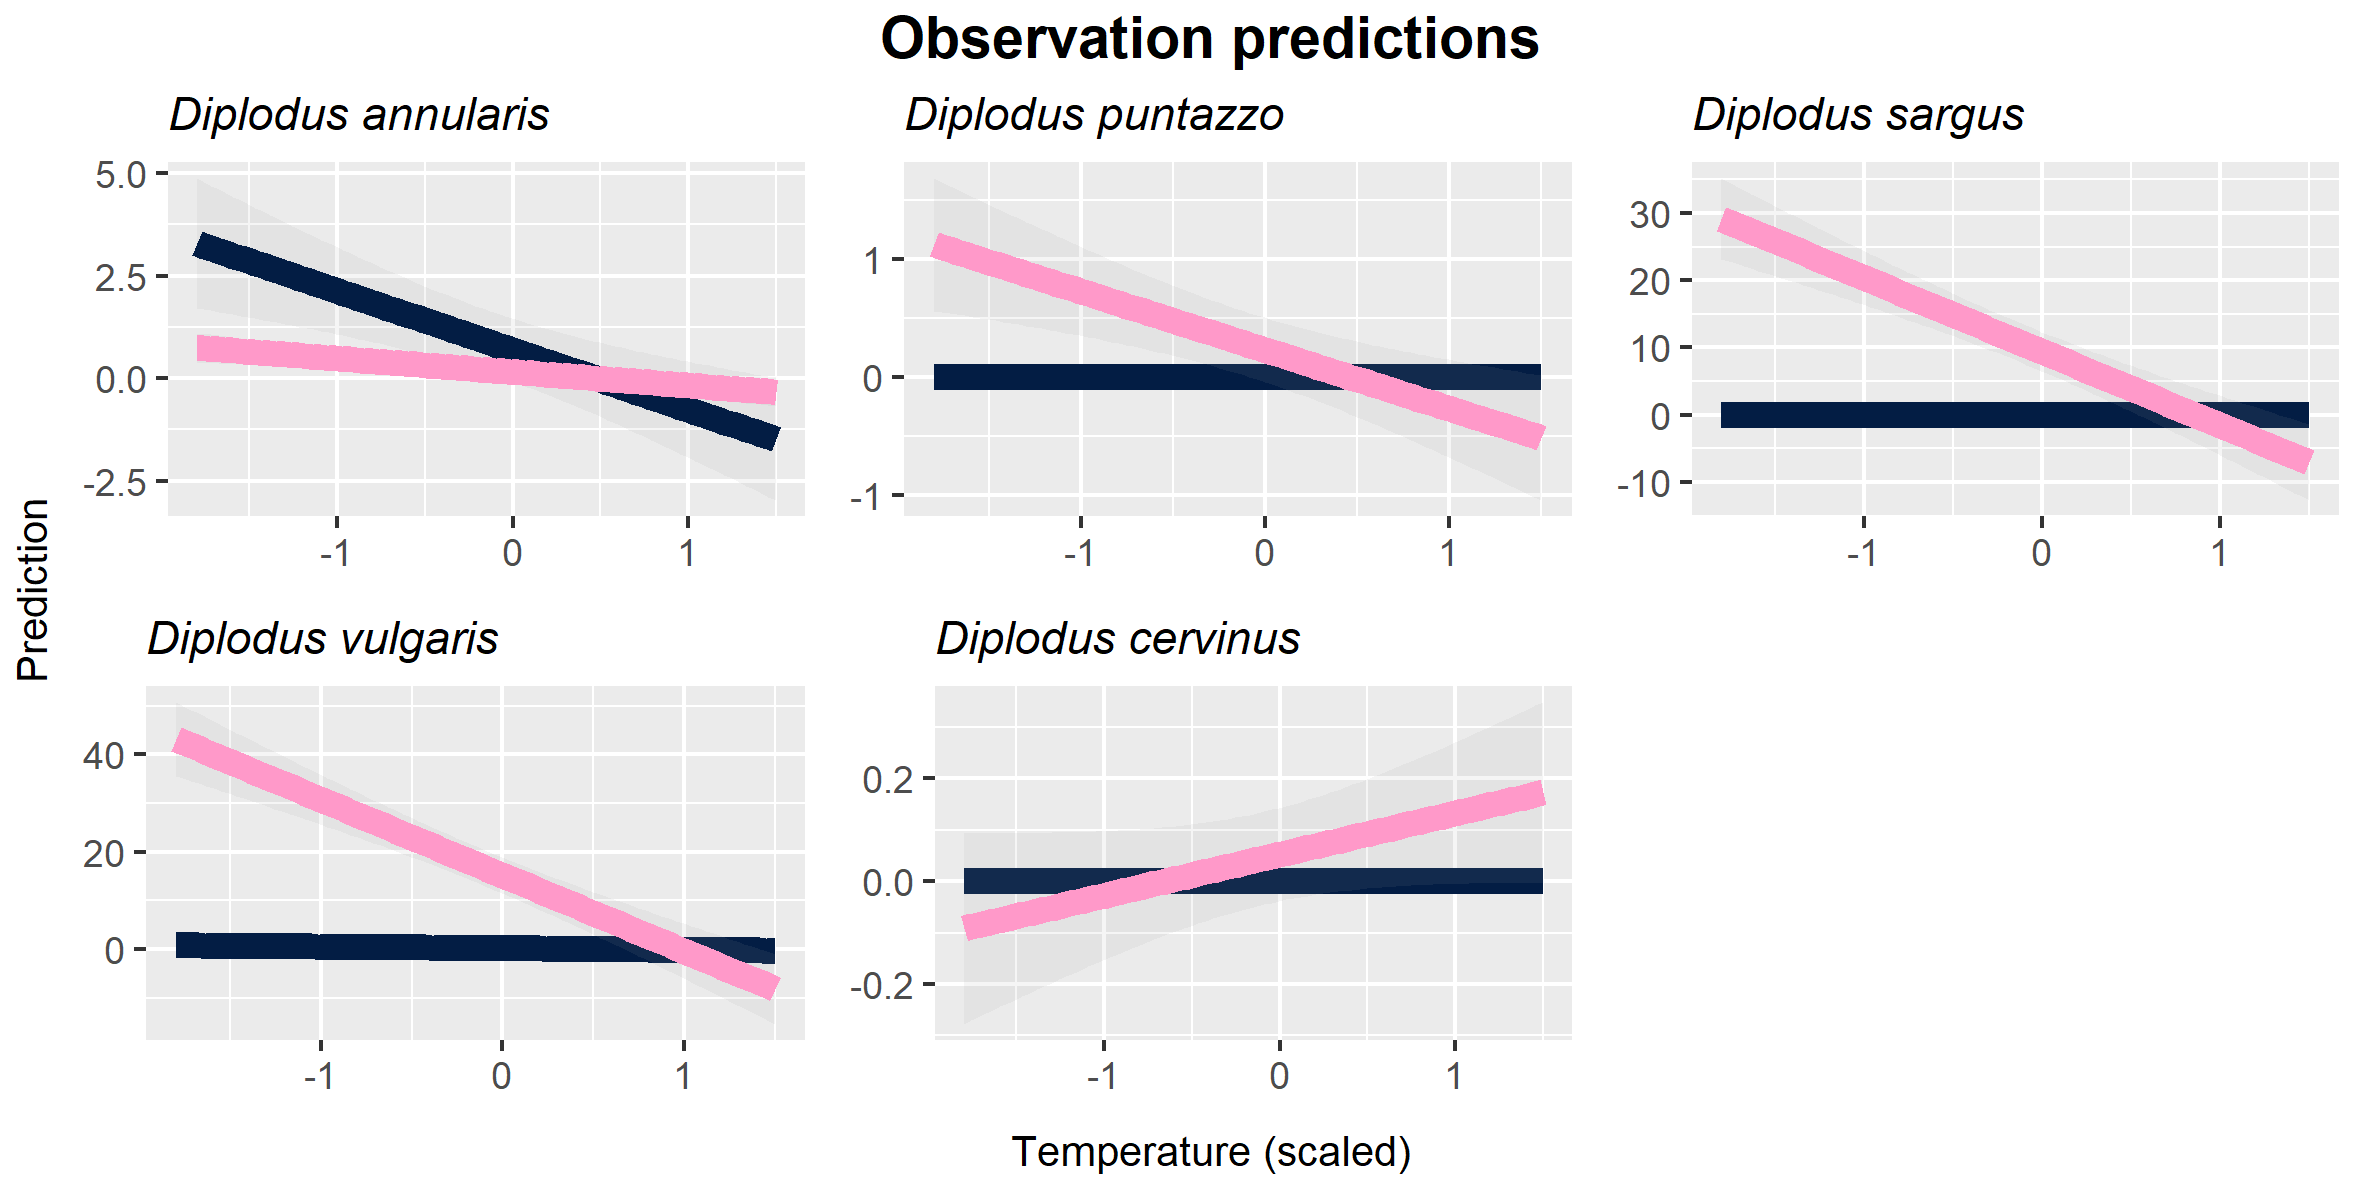 Observation predictions
Diplodus annularis
5.0
2.5
0.0
-2.5
-1 0 1
Diplodus puntazzo
1
0
-1
-1 0 1
Diplodus sargus
30
20
10
0
-10
-1 0 1
Prediction
Diplodus vulgaris
40
20
0
-1 0 1
Diplodus cervinus
0.2
0.0
-0.2
-1 0 1
Temperature (scaled)